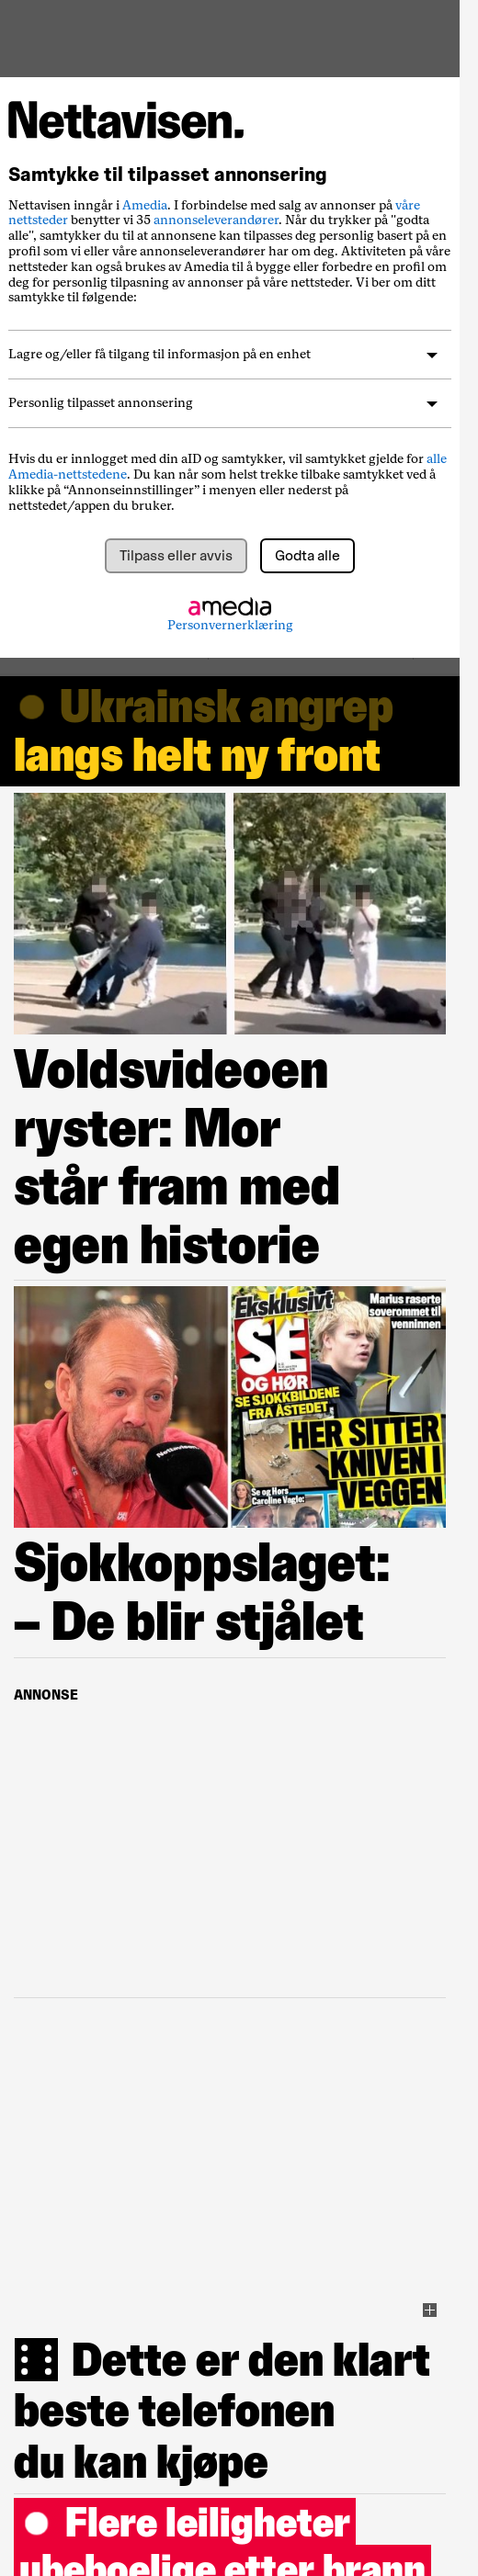 Nettavisen.
Samtykke til tilpasset annonsering
Nettavisen inngår i Amedia. I forbindelse med salg av annonser på våre
nettsteder benytter vi 35 annonseleverandører. Når du trykker på "godta
alle", samtykker du til at annonsene kan tilpasses deg personlig basert på en
profil som vi eller våre annonseleverandører har om deg. Aktiviteten på våre
nettsteder kan også brukes av Amedia til å bygge eller forbedre en profil om
deg for personlig tilpasning av annonser på våre nettsteder. Vi ber om ditt
samtykke til følgende:
Lagre og/eller få tilgang til informasjon på en enhet
Personlig tilpasset annonsering
Hvis du er innlogget med din aID og samtykker, vil samtykket gjelde for alle
Amedia-nettstedene. Du kan når som helst trekke tilbake samtykket ved å
klikke på “Annonseinnstillinger” i menyen eller nederst på
nettstedet/appen du bruker.
Tilpass eller avvis
Godta alle
amedia
Personvernerklæring
Ukrainsk angrep
langs helt ny front
Voldsvideoen
ryster: Mor
står fram med
egen historie
Nettavisen
Eksklusivt
Marius raserte
soverommet til
venninnen
SE
OG HØR
SE SJOKKBILDENE
FRA ÅSTEDET
HER SITTER
KNIVEN I
VEGGEN
Se og Hørs
Caroline Vagle:
Sjokkoppslaget:
– De blir stjålet
ANNONSE
Dette er den klart
beste telefonen
du kan kjøpe
Flere leiligheter
ubeboelige etter brann